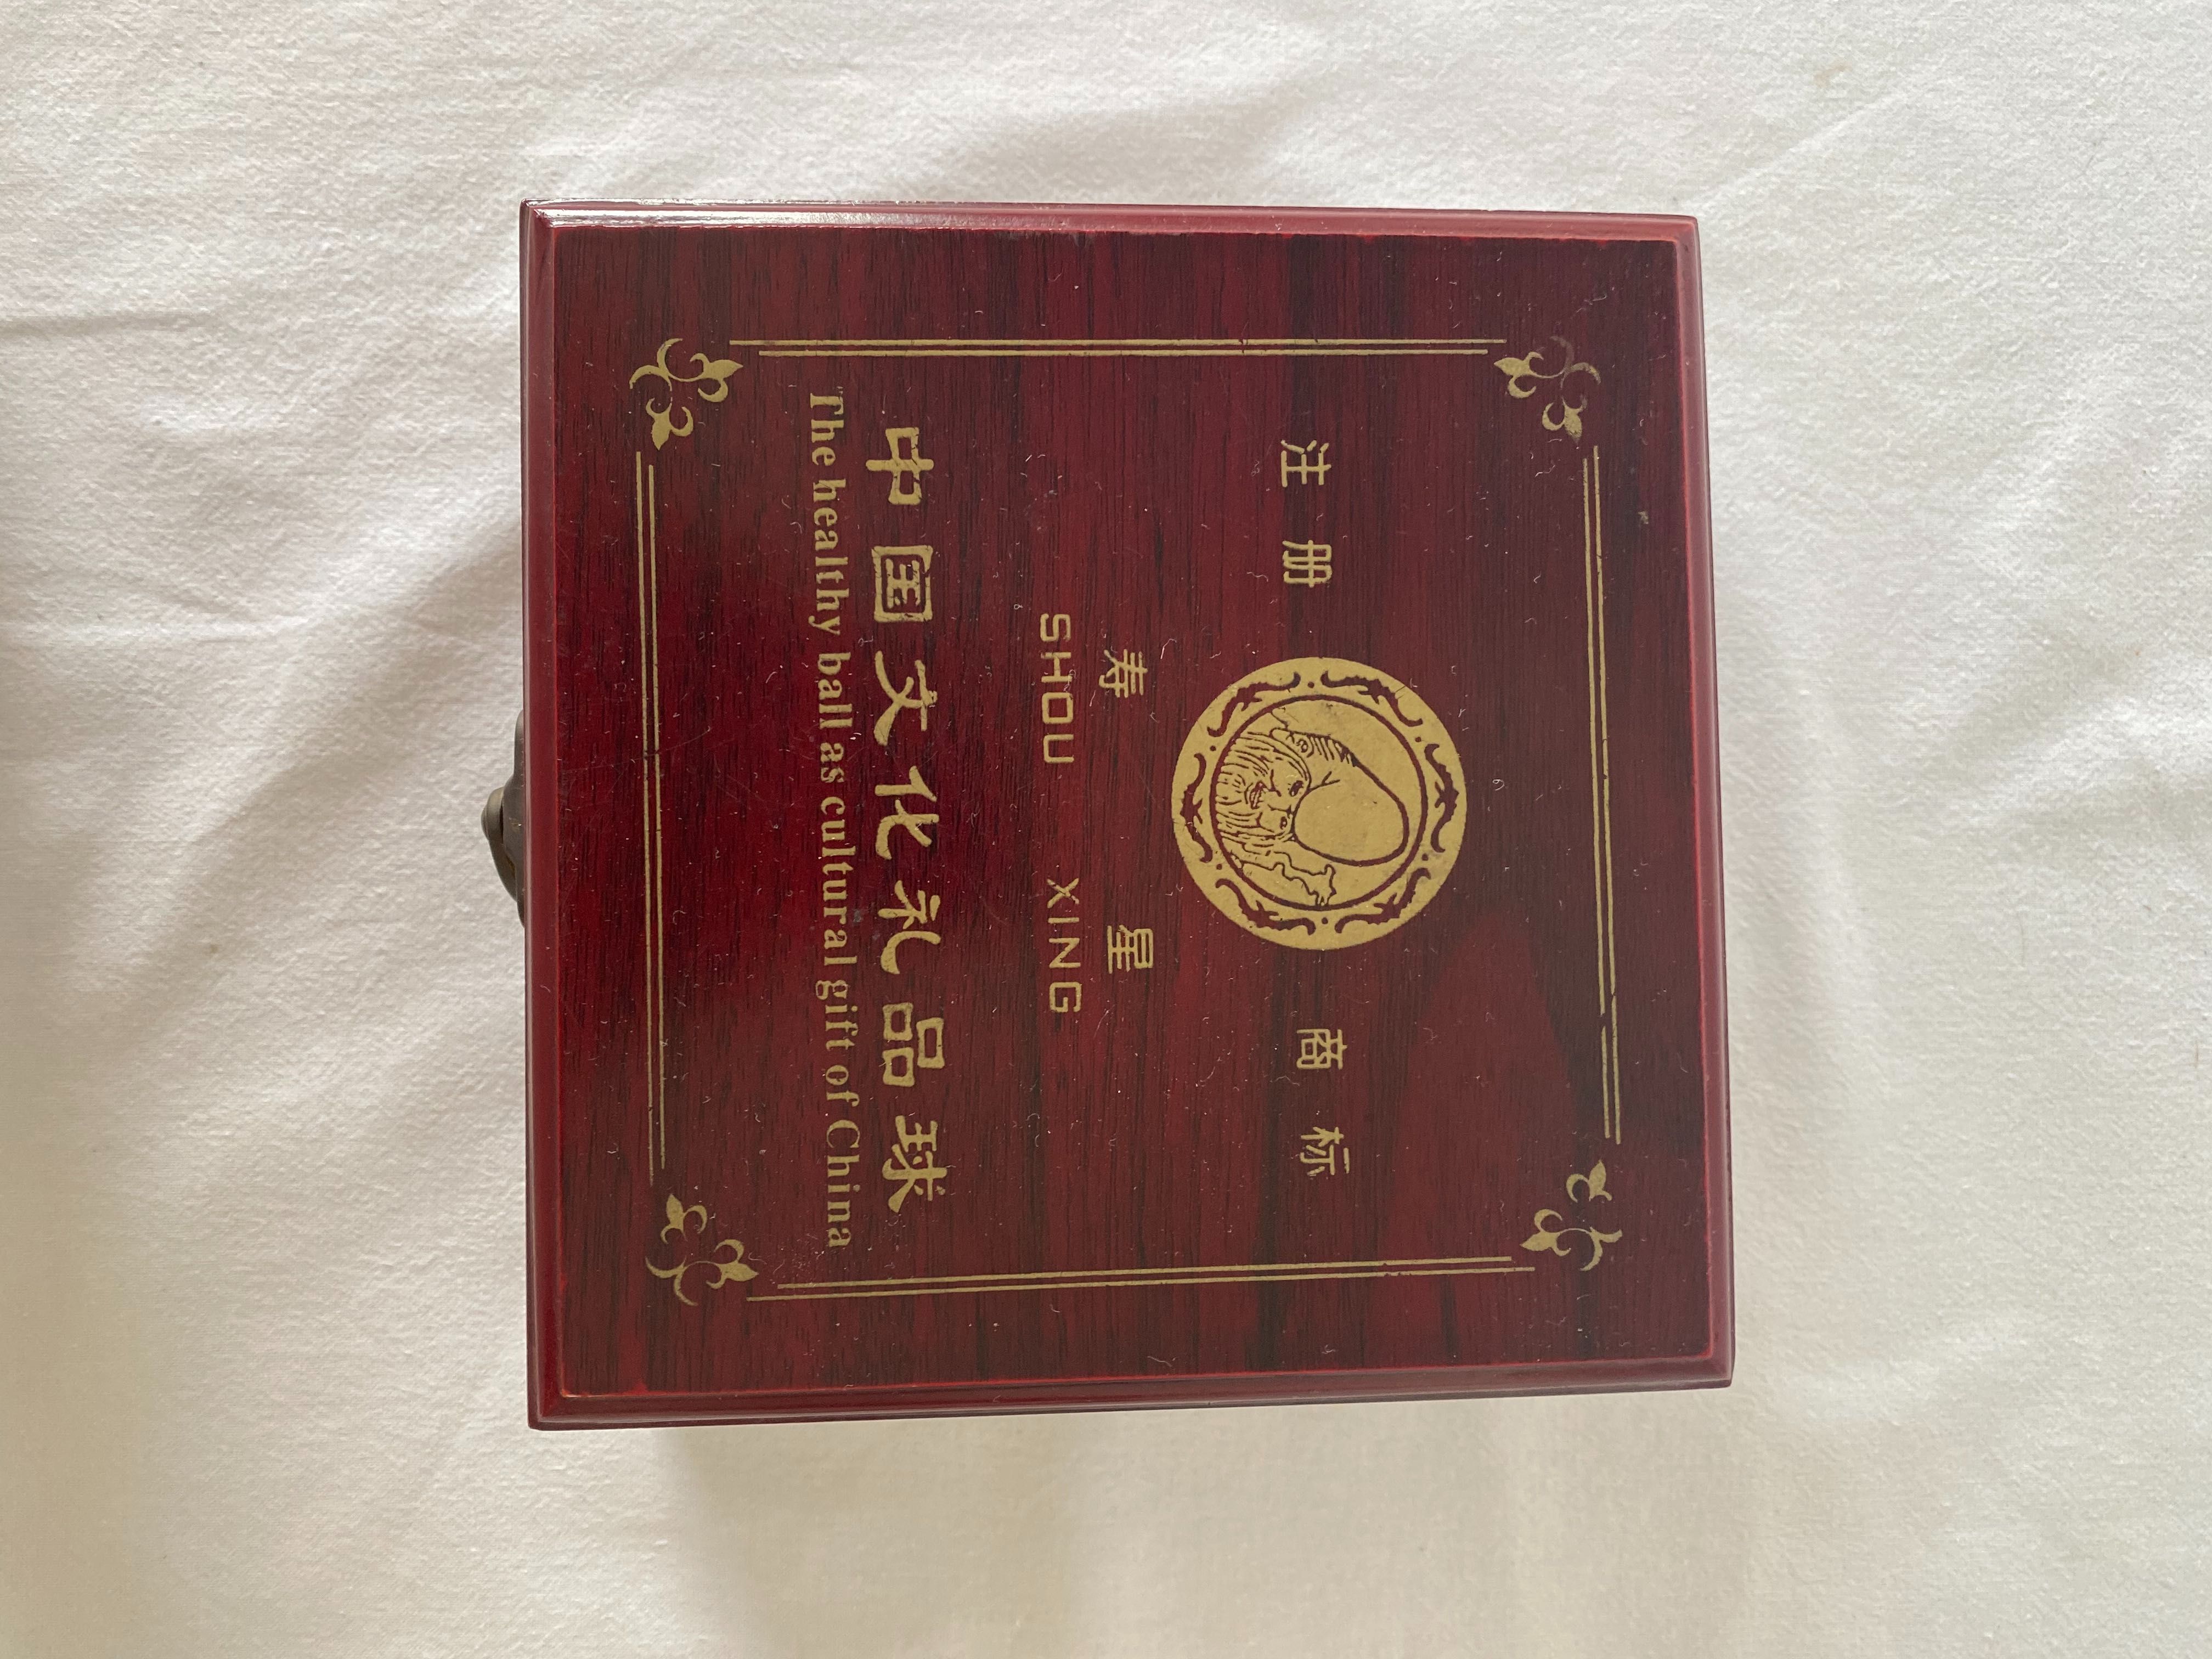 注册 商标
寿 星
SHOU XING
中国文化礼品球
The healthy ball as cultural gift of China